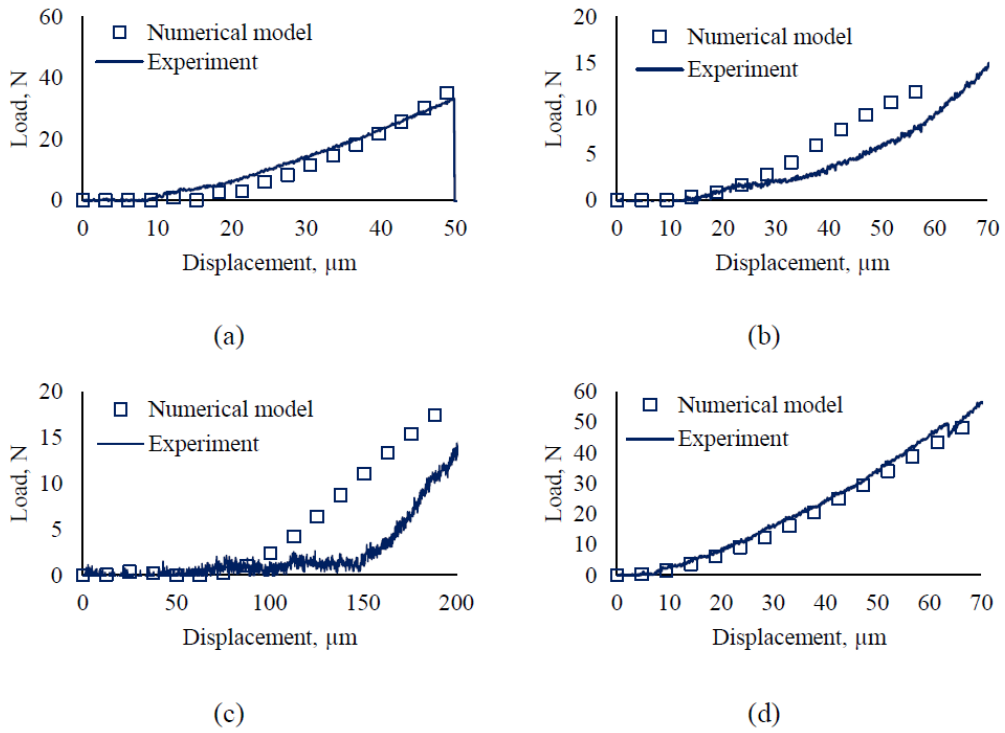 60
40
20
0
Load, N
Numerical model
Experiment
0 10 20 30 40 50
Displacement, µm
(a)
20
15
10
5
0
Load, N
Numerical model
Experiment
0 10 20 30 40 50 60 70
Displacement, µm
(b)
20
15
10
5
0
Load, N
Numerical model
Experiment
0 50 100 150 200
Displacement, µm
(c)
60
50
40
30
20
10
0
Load, N
Numerical model
Experiment
0 10 20 30 40 50 60 70
Displacement, µm
(d)